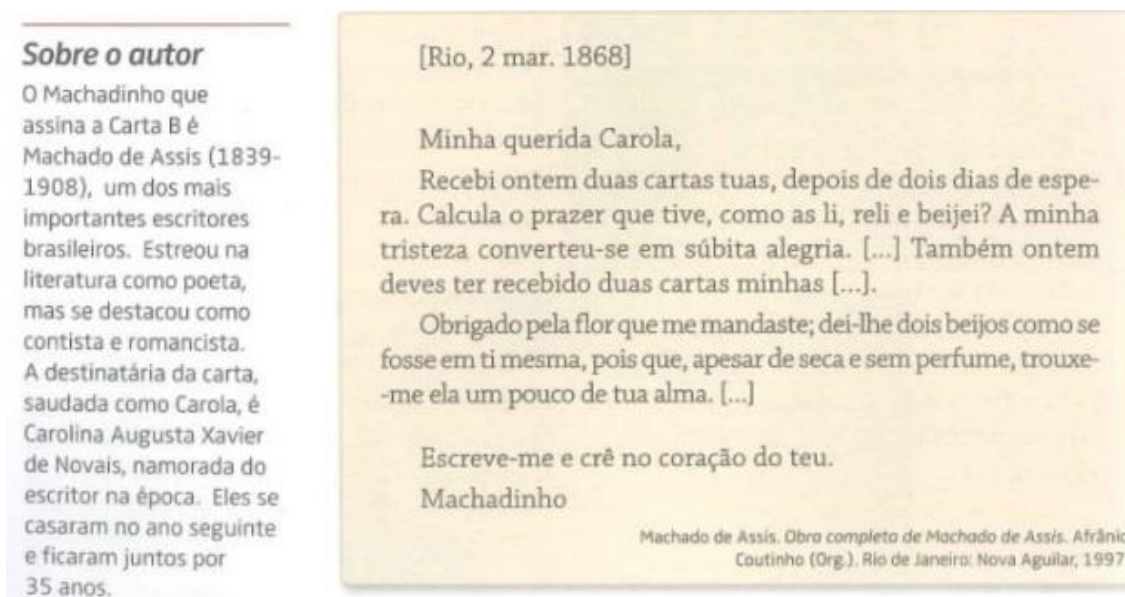 Sobre o autor
O Machadinho que
assina a Carta B é
Machado de Assis (1839-
1908), um dos mais
importantes escritores
brasileiros. Estreou na
literatura como poeta,
mas se destacou como
contista e romancista.
A destinatária da carta,
saudada como Carola, é
Carolina Augusta Xavier
de Novais, namorada do
escritor na época. Eles se
casaram no ano seguinte
e ficaram juntos por
35 anos.
[Rio, 2 mar. 1868]
Minha querida Carola,
Recebi ontem duas cartas tuas, depois de dois dias de espe-
ra. Calcula o prazer que tive, como as li, reli e beijei? A minha
tristeza converteu-se em súbita alegria. [...] Também ontem
deves ter recebido duas cartas minhas [...].
Obrigado pela flor que me mandaste; dei-lhe dois beijos como se
fosse em ti mesma, pois que, apesar de seca e sem perfume, trouxe-
-me ela um pouco de tua alma. [...]
Escreve-me e crê no coração do teu.
Machadinho
Machado de Assis. Obra completa de Machado de Assis. Afrânio
Coutinho (Org.). Rio de Janeiro: Nova Aguilar, 1997